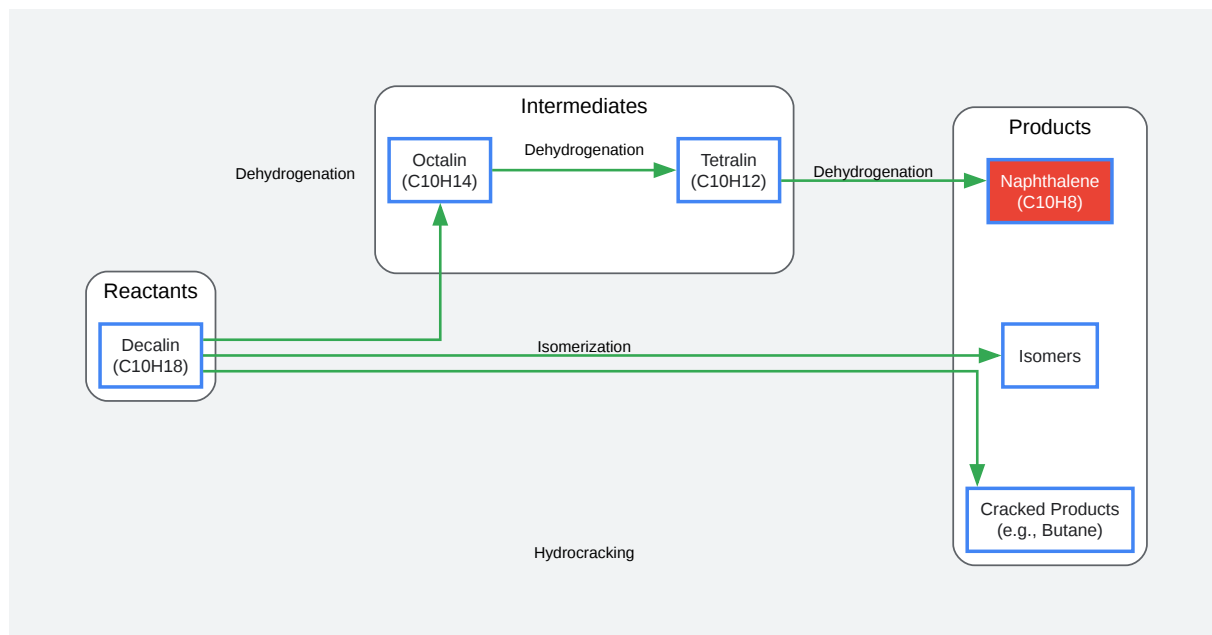 Intermediates
Octalin
(C10H14)
Dehydrogenation
Tetralin
(C10H12)
Dehydrogenation
Dehydrogenation
Products
Naphthalene
(C10H8)
Reactants
Decalin
(C10H18)
Isomerization
Isomers
Cracked Products
(e.g., Butane)
Hydrocracking